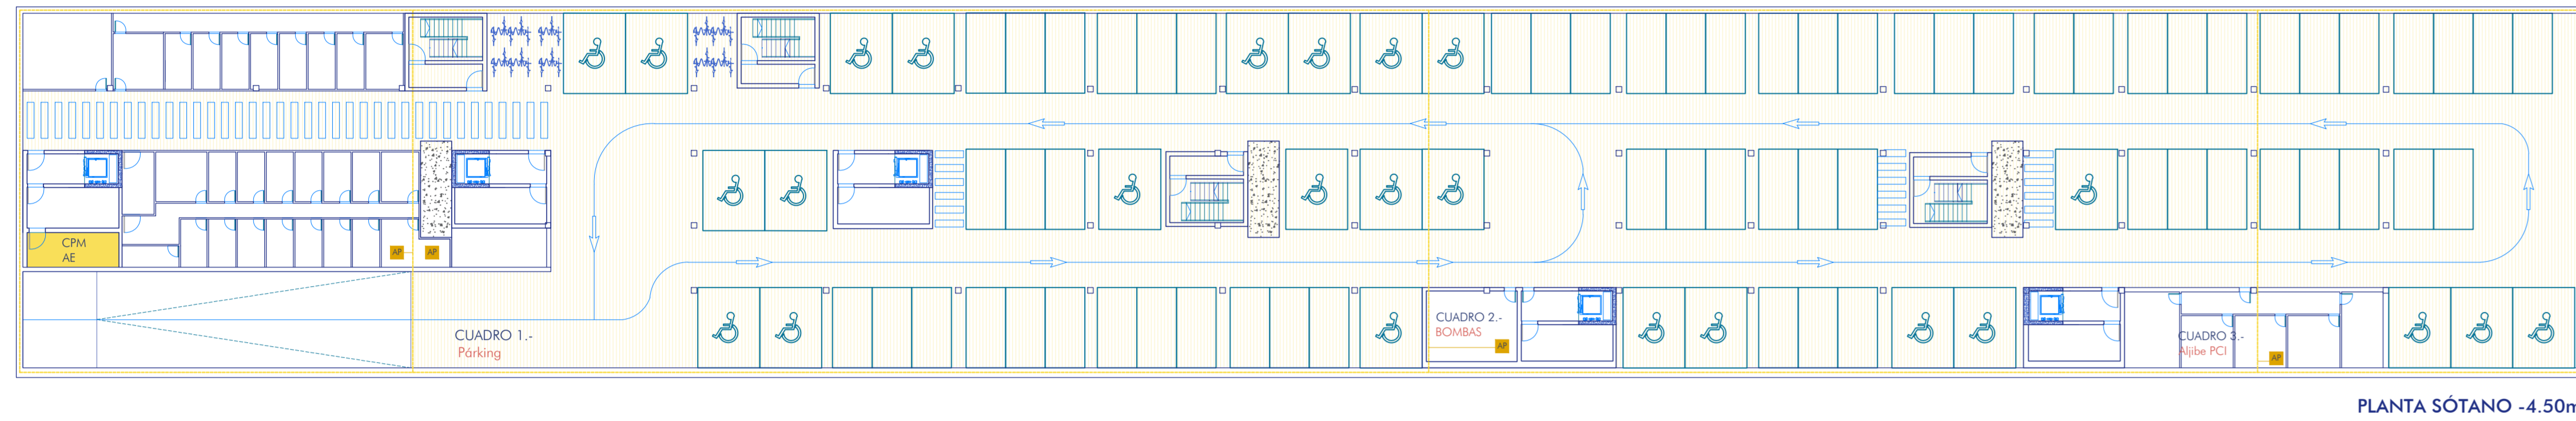 CPM
AE
AP
AP
CUADRO 1.-
Párking
CUADRO 2.-
BOMBAS
AP
CUADRO 3.-
Aljibe PCI
AP
PLANTA SÓTANO -4.50m